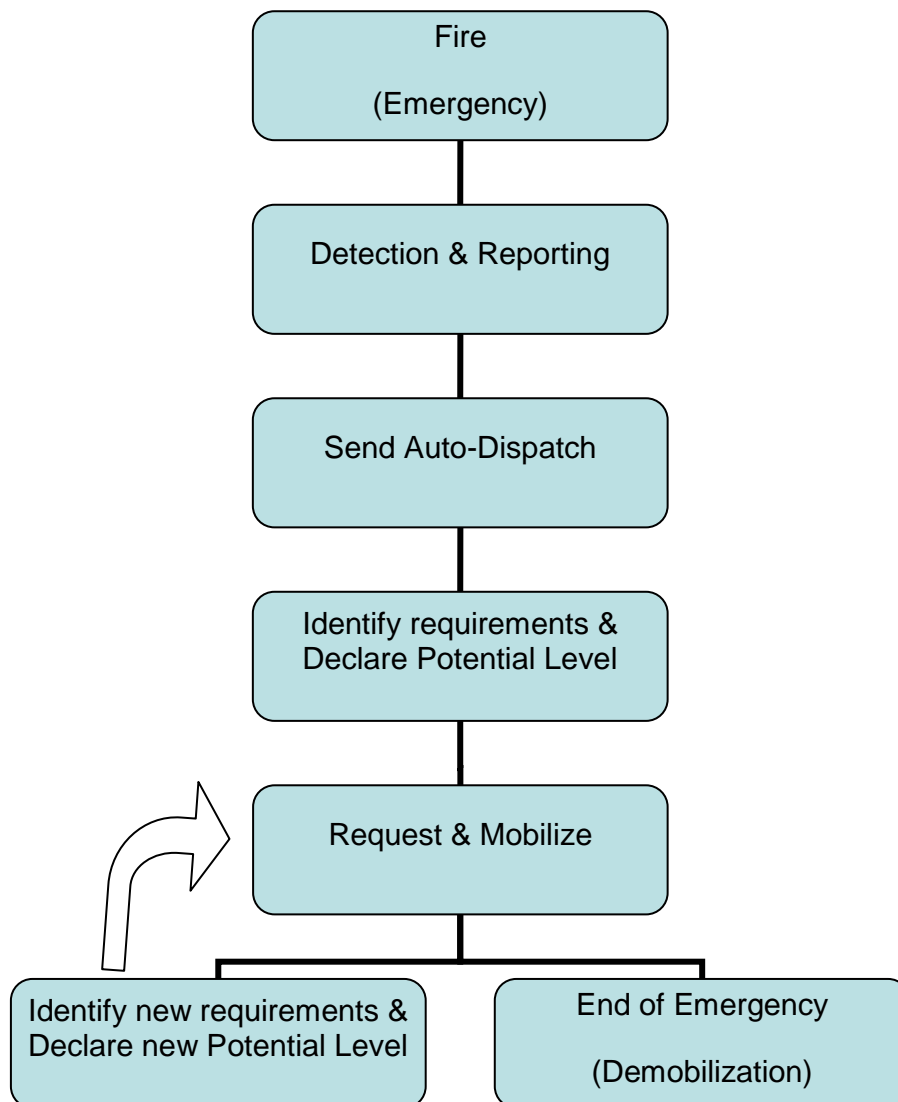 Fire
(Emergency)
Detection & Reporting
Send Auto-Dispatch
Identify requirements &
Declare Potential Level
Request & Mobilize
Identify new requirements &
Declare new Potential Level
End of Emergency
(Demobilization)